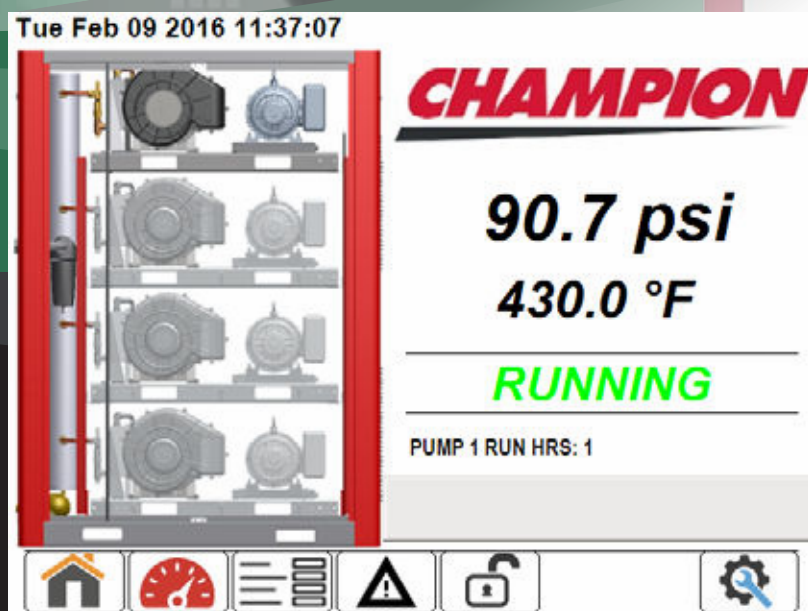 Tue Feb 09 2016 11:37:07
CHAMPION
90.7 psi
430.0 °F
RUNNING
PUMP 1 RUN HRS: 1